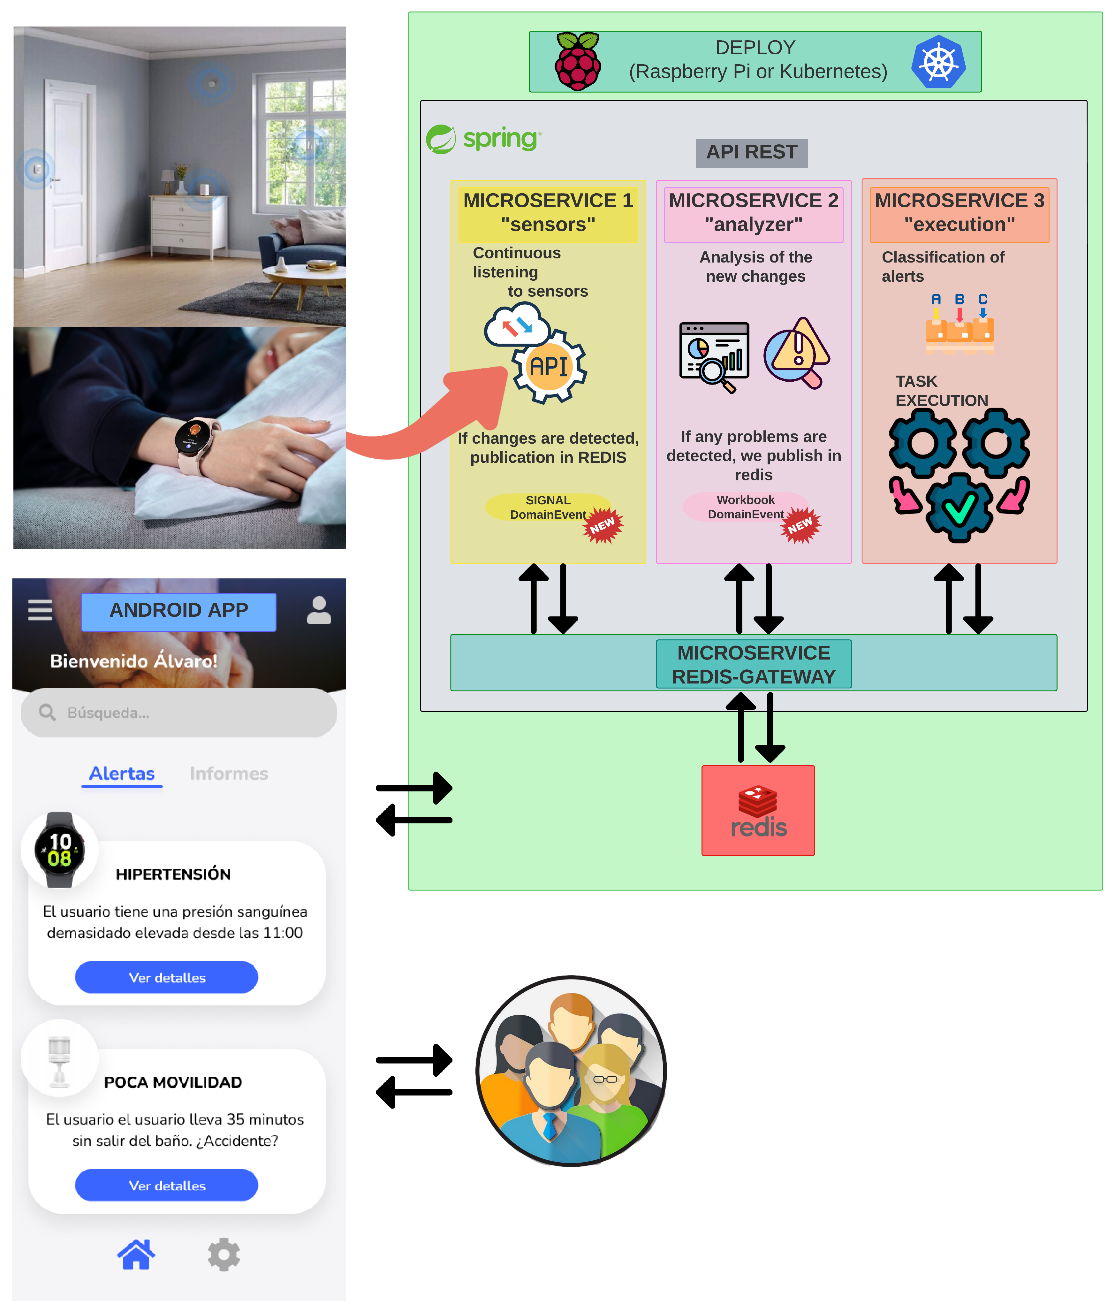 DEPLOY
(Raspberry Pi or Kubernetes)
spring
API REST
MICROSERVICE 1
"sensors"
Continuous
listening
to sensors
API
If changes are detected,
publication in REDIS
SIGNAL
DomainEvent
NEW
MICROSERVICE 2
"analyzer"
Analysis of the
new changes
If any problems are
detected, we publish in
redis
Workbook
DomainEvent
NEW
MICROSERVICE 3
"execution"
Classification of
alerts
A B C
TASK
EXECUTION
MICROSERVICE
REDIS-GATEWAY
redis
ANDROID APP
Bienvenido Álvaro!
Búsqueda...
Alertas Informes
10
08
HIPERTENSIÓN
El usuario tiene una presión sanguínea
demasidado elevada desde las 11:00
Ver detalles
POCA MOVILIDAD
El usuario el usuario lleva 35 minutos
sin salir del baño. ¿Accidente?
Ver detalles